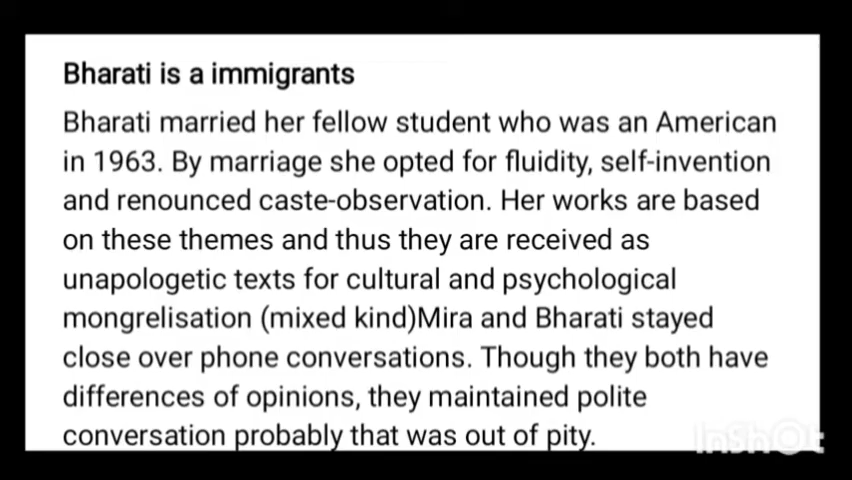 Bharati is a immigrants
Bharati married her fellow student who was an American
in 1963. By marriage she opted for fluidity, self-invention
and renounced caste-observation. Her works are based
on these themes and thus they are received as
unapologetic texts for cultural and psychological
mongrelisation (mixed kind)Mira and Bharati stayed
close over phone conversations. Though they both have
differences of opinions, they maintained polite
conversation probably that was out of pity.
InShOt